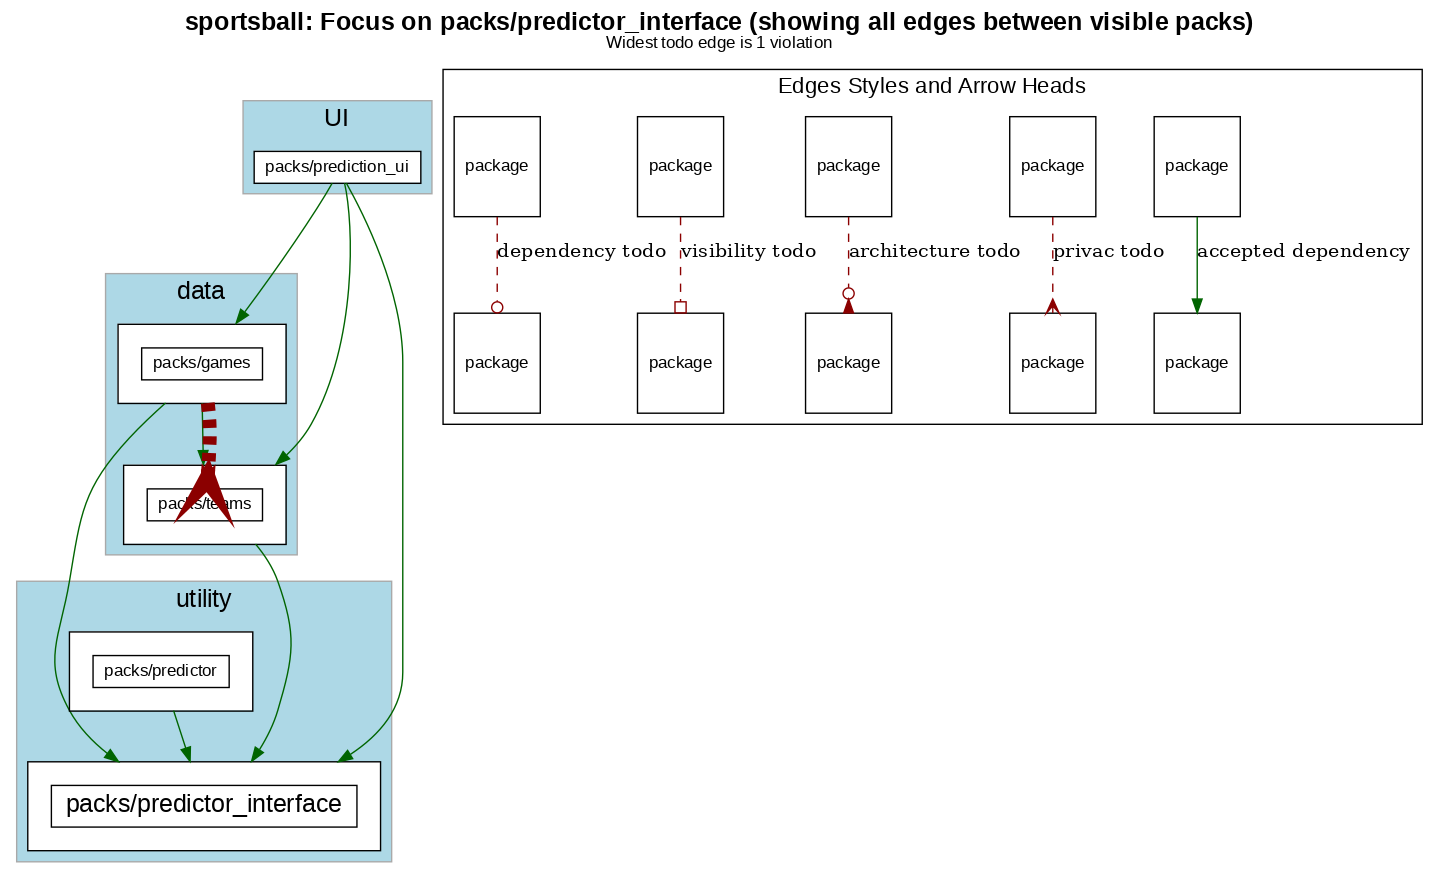 sportsball: Focus on packs/predictor_interface (showing all edges between visible packs)
Widest todo edge is 1 violation
Edges Styles and Arrow Heads
package
package
package
package
package
dependency todo
visibility todo
architecture todo
privac todo
accepted dependency
package
package
package
package
package
UI
packs/prediction_ui
data
packs/games
packs/teams
utility
packs/predictor
packs/predictor_interface